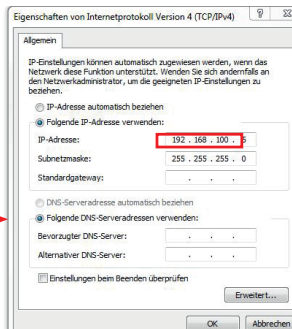 Eigenschaften von Internetprotokoll Version 4 (TCP/IPv4)
Allgemein
IP-Einstellungen können automatisch zugewiesen werden, wenn das
Netzwerk diese Funktion unterstützt. Wenden Sie sich andernfalls an
den Netzwerkadministrator, um die geeigneten IP-Einstellungen zu
beziehen.
IP-Adresse automatisch beziehen
Folgende IP-Adresse verwenden:
IP-Adresse: 192 . 168 . 100 .
Subnetzmaske: 255 . 255 . 255 . 0
Standardgateway: . . .
DNS-Serveradresse automatisch beziehen
Folgende DNS-Serveradressen verwenden:
Bevorzugter DNS-Server: . . .
Alternativer DNS-Server: . . .
Einstellungen beim Beenden überprüfen
Erweitert...
OK Abbrechen